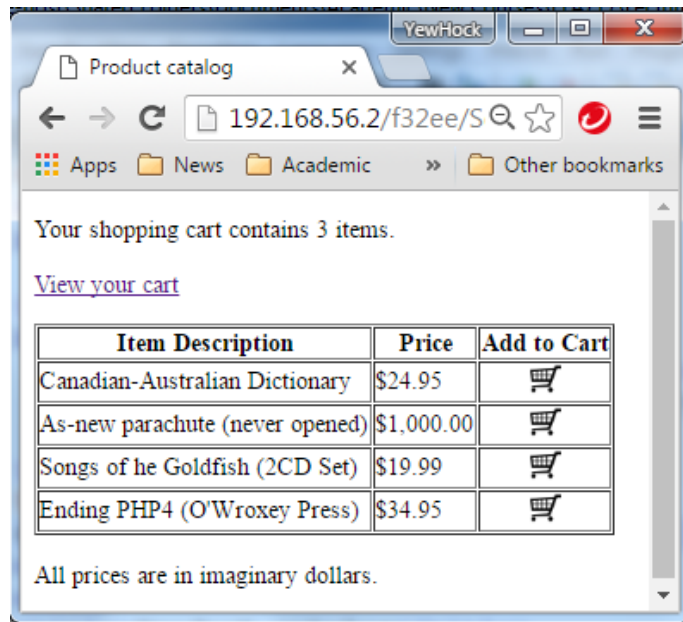 YewHock
Product catalog
192.168.56.2/f32ee/S
Apps News Academic » Other bookmarks
Your shopping cart contains 3 items.
View your cart
Item Description Price Add to Cart
Canadian-Australian Dictionary $24.95
As-new parachute (never opened) $1,000.00
Songs of he Goldfish (2CD Set) $19.99
Ending PHP4 (O'Wroxey Press) $34.95
All prices are in imaginary dollars.